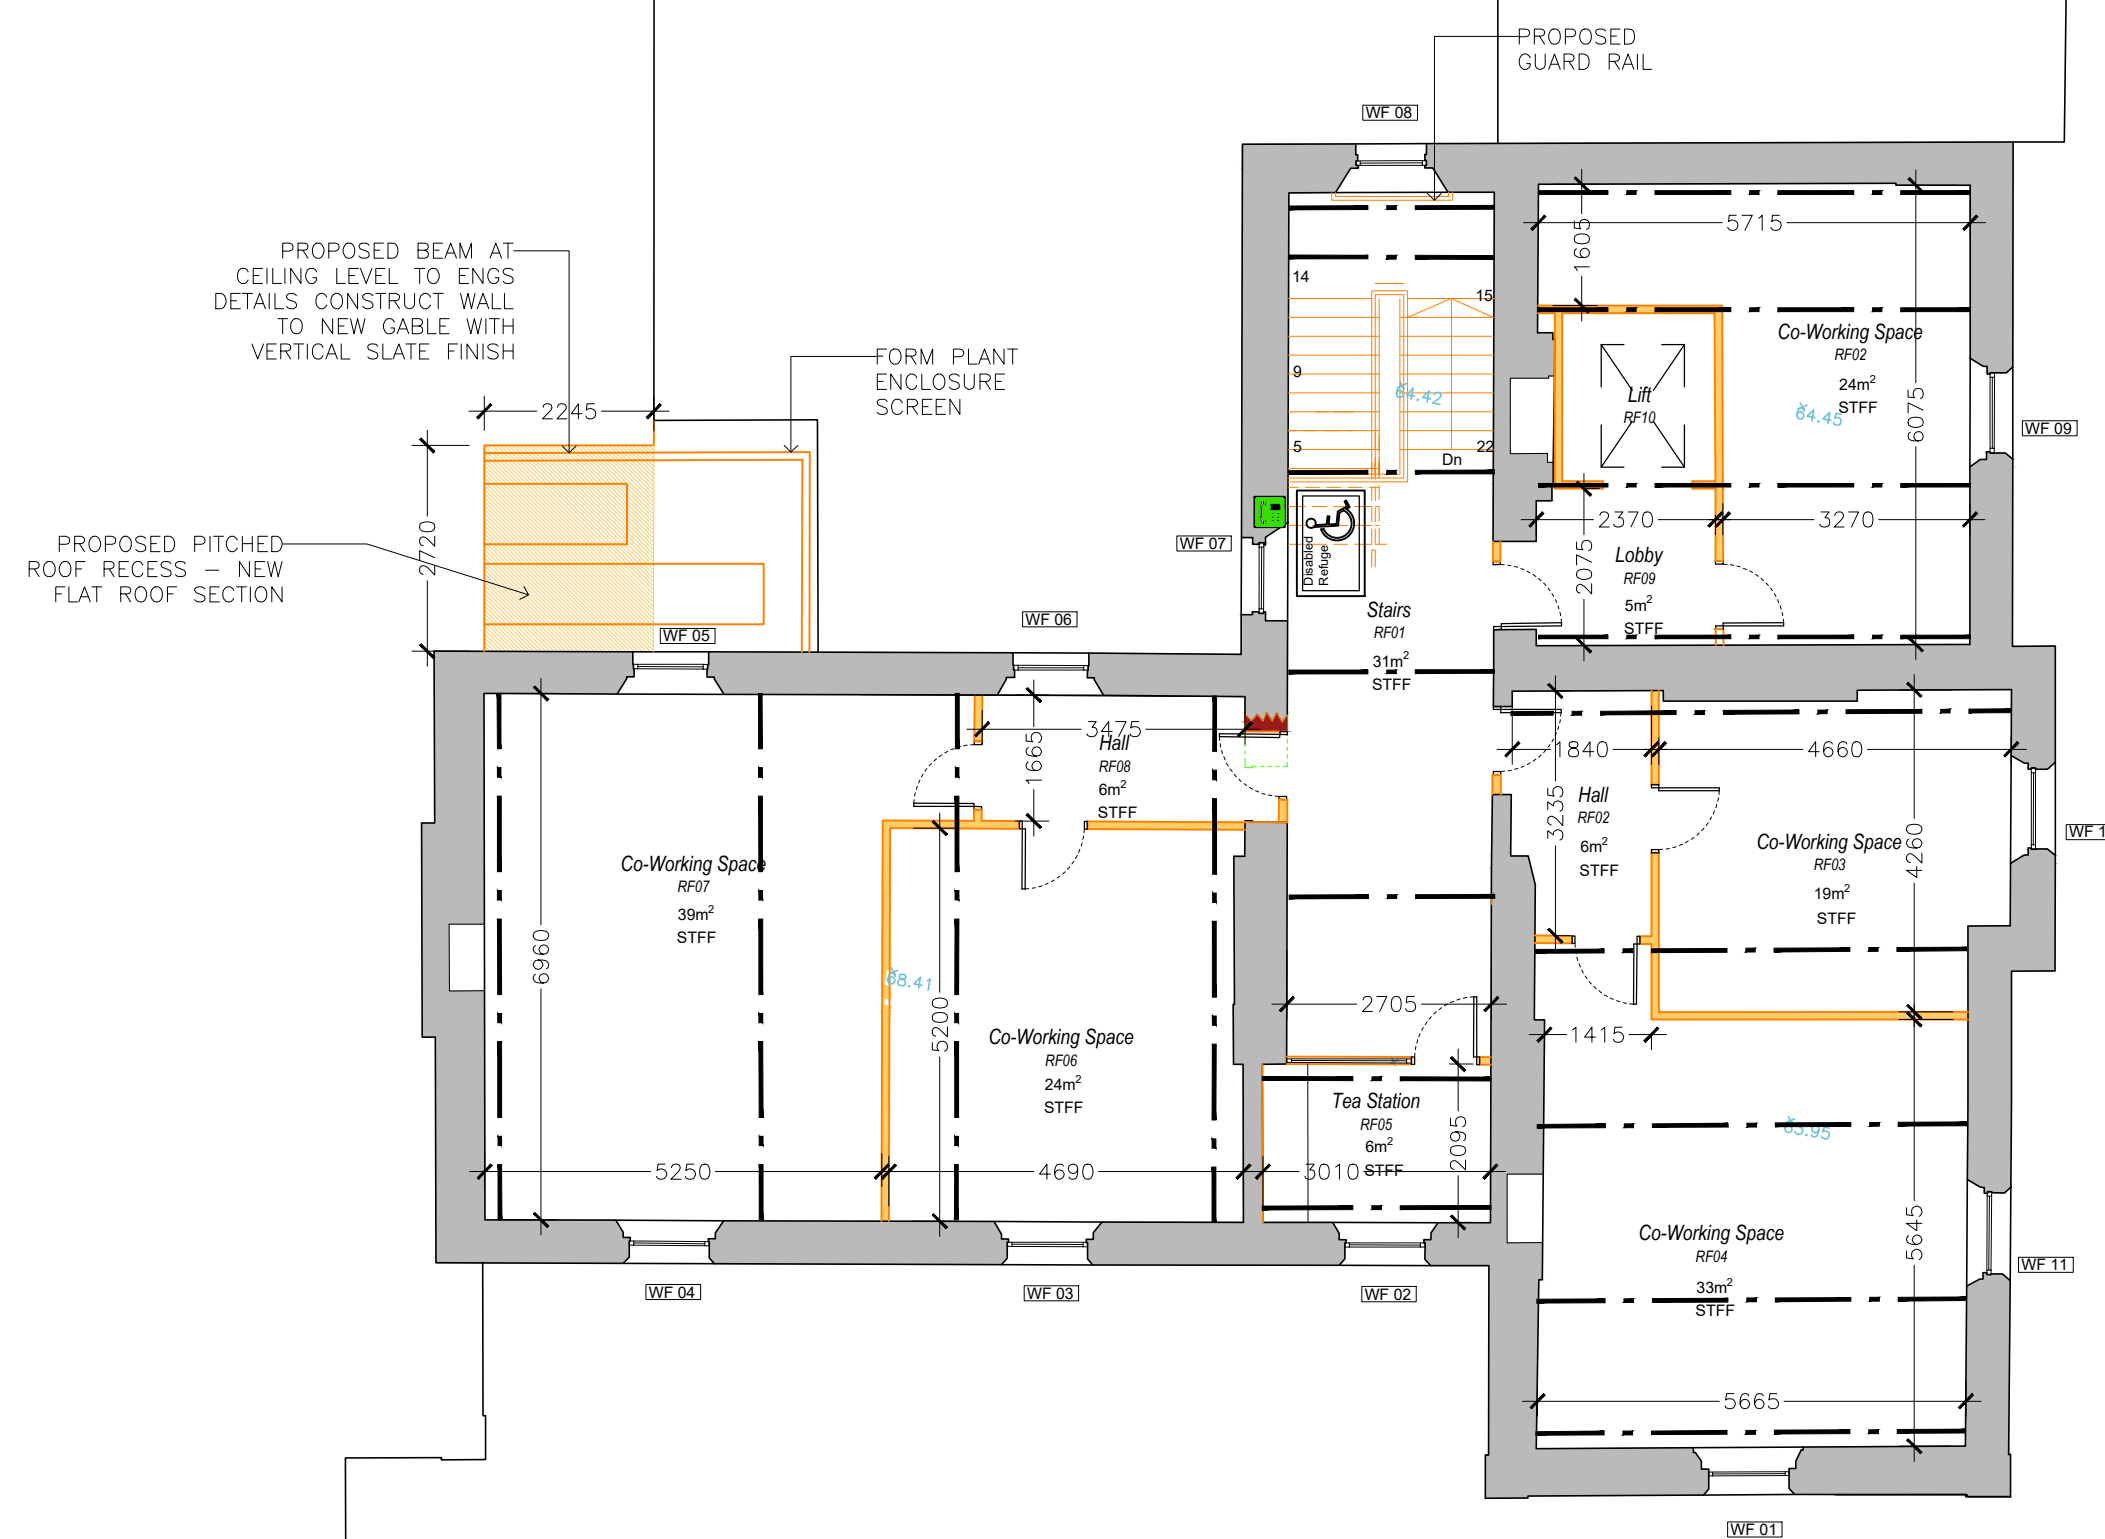 PROPOSED
GUARD RAIL
WF 08
PROPOSED BEAM AT
CEILING LEVEL TO ENGS
DETAILS CONSTRUCT WALL
TO NEW GABLE WITH
VERTICAL SLATE FINISH
FORM PLANT
ENCLOSURE
SCREEN
2245
2720
PROPOSED PITCHED
ROOF RECESS – NEW
FLAT ROOF SECTION
14
15
9
64.42
5
22
Dn
1605
5715
Co-Working Space
RF02
24m²
STFF
64.45
6075
Lift
RF10
WF 09
2370
3270
2075
Lobby
RF09
5m²
STFF
WF 07
Disabled
Refuge
Stairs
RF01
31m²
STFF
WF 05
WF 06
3475
1665
Hall
RF08
6m²
STFF
1840
4660
3235
Hall
RF02
6m²
STFF
4260
WF 1
Co-Working Space
RF03
19m²
STFF
Co-Working Space
RF07
39m²
STFF
6960
68.41
5200
Co-Working Space
RF06
24m²
STFF
2705
1415
Tea Station
RF05
6m²
STFF
2095
5250
4690
3010
63.95
Co-Working Space
RF04
33m²
STFF
5645
WF 11
5665
WF 04
WF 03
WF 02
WF 01